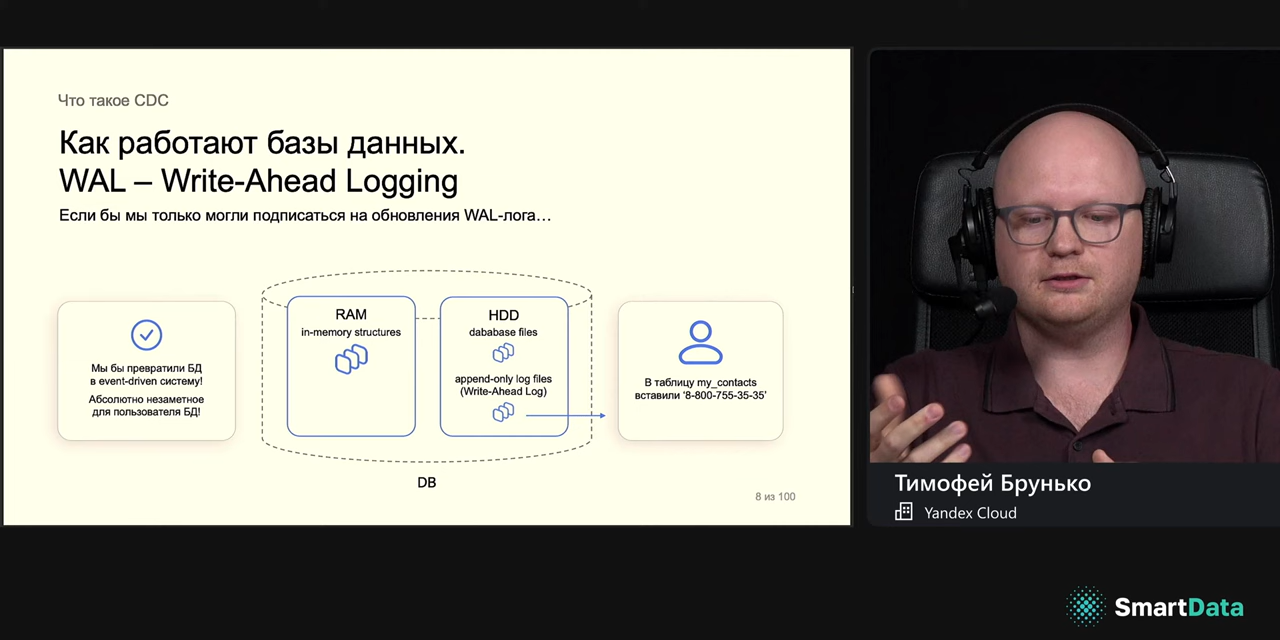 Что такое CDC
Как работают базы данных.
WAL – Write-Ahead Logging
Если бы мы только могли подписаться на обновления WAL-лога…
Мы бы превратили БД
в event-driven систему!
Абсолютно незаметное
для пользователя БД!
RAM
in-memory structures
HDD
dababase files
append-only log files
(Write-Ahead Log)
В таблицу my_contacts
вставили ‘8-800-755-35-35’
DB
8 из 100
Тимофей Брунько
Yandex Cloud
SmartData